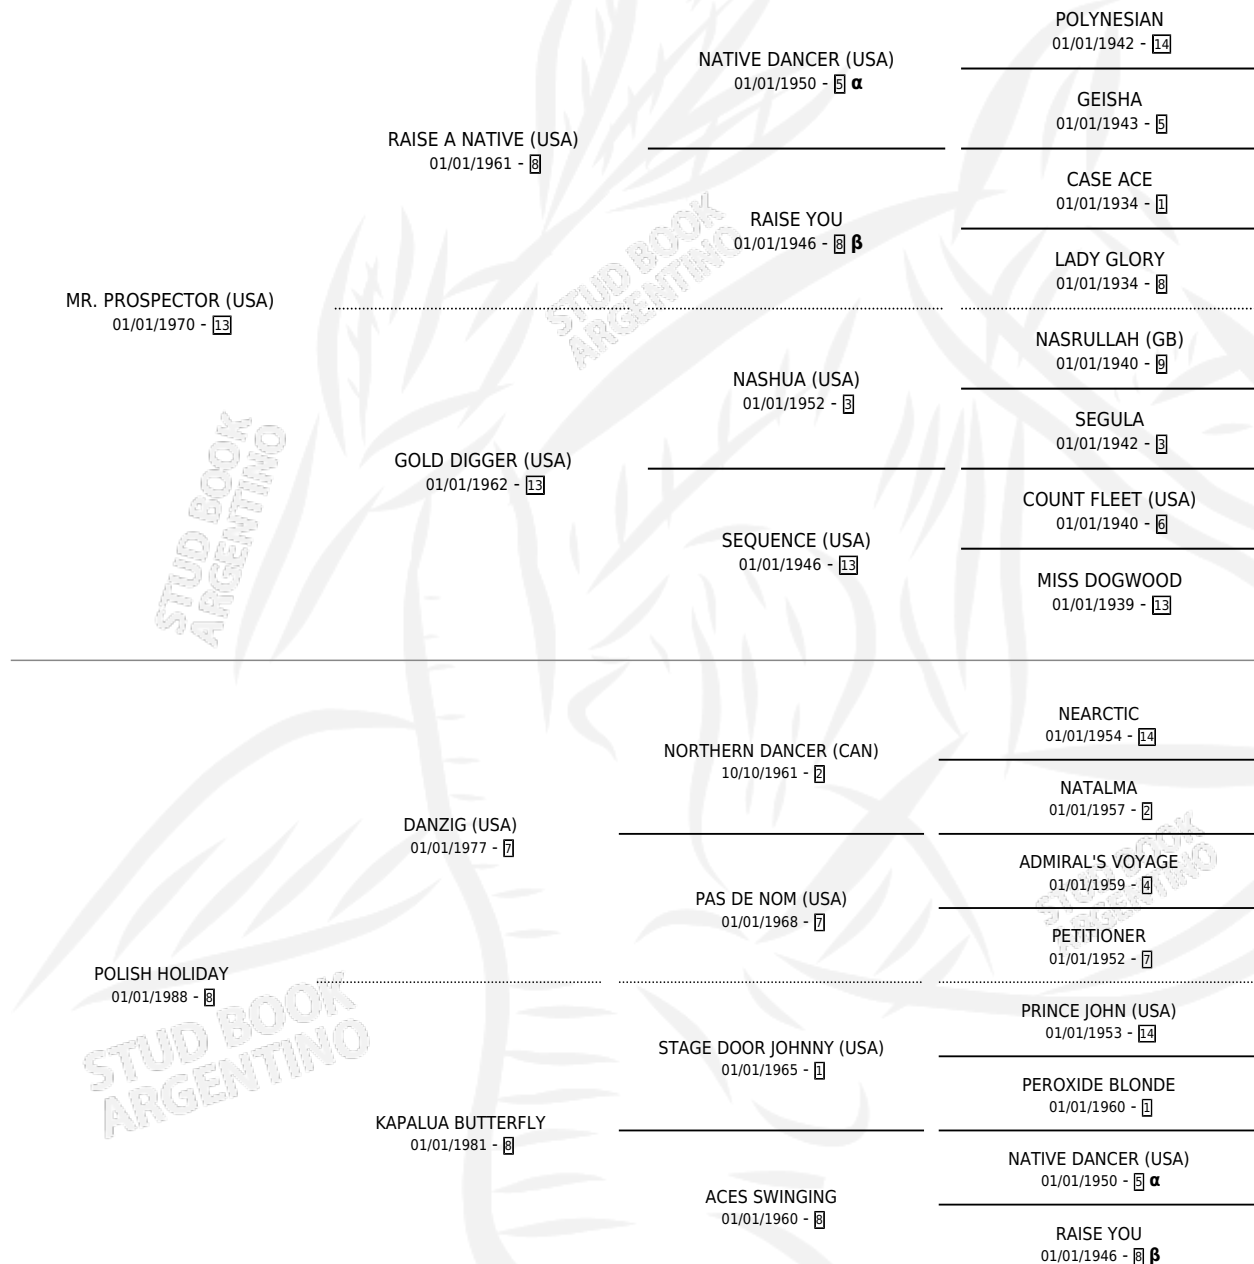 POLYNESIAN
01/01/1942 - 14
NATIVE DANCER (USA)
01/01/1950 - 5 α
GEISHA
01/01/1943 - 5
RAISE A NATIVE (USA)
01/01/1961 - 8
CASE ACE
01/01/1934 - 1
RAISE YOU
01/01/1946 - 8 β
LADY GLORY
01/01/1934 - 8
STUD BOOK
ARGENTINO
MR. PROSPECTOR (USA)
01/01/1970 - 13
NASRULLAH (GB)
01/01/1940 - 9
NASHUA (USA)
01/01/1952 - 3
SEGULA
01/01/1942 - 3
GOLD DIGGER (USA)
01/01/1962 - 13
COUNT FLEET (USA)
01/01/1940 - 6
SEQUENCE (USA)
01/01/1946 - 13
MISS DOGWOOD
01/01/1939 - 13
STUD BOOK
ARGENTINO
NEARCTIC
01/01/1954 - 14
NORTHERN DANCER (CAN)
10/10/1961 - 2
NATALMA
01/01/1957 - 2
DANZIG (USA)
01/01/1977 - 7
ADMIRAL'S VOYAGE
01/01/1959 - 4
PAS DE NOM (USA)
01/01/1968 - 7
PETITIONER
01/01/1952 - 7
STUD BOOK
ARGENTINO
POLISH HOLIDAY
01/01/1988 - 8
PRINCE JOHN (USA)
01/01/1953 - 14
STAGE DOOR JOHNNY (USA)
01/01/1965 - 1
PEROXIDE BLONDE
01/01/1960 - 1
KAPALUA BUTTERFLY
01/01/1981 - 8
NATIVE DANCER (USA)
01/01/1950 - 5 α
ACES SWINGING
01/01/1960 - 8
RAISE YOU
01/01/1946 - 8 β
STUD BOOK
ARGENTINO